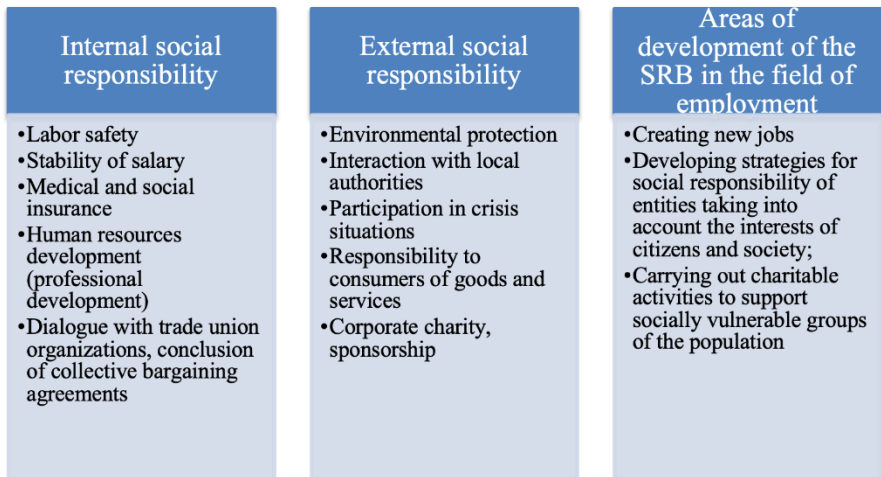 Internal social
responsibility
•Labor safety
•Stability of salary
•Medical and social
insurance
•Human resources
development
(professional
development)
•Dialogue with trade union
organizations, conclusion
of collective bargaining
agreements
External social
responsibility
•Environmental protection
•Interaction with local
authorities
•Participation in crisis
situations
•Responsibility to
consumers of goods and
services
•Corporate charity,
sponsorship
Areas of
development of the
SRB in the field of
employment
•Creating new jobs
•Developing strategies for
social responsibility of
entities taking into
account the interests of
citizens and society;
•Carrying out charitable
activities to support
socially vulnerable groups
of the population